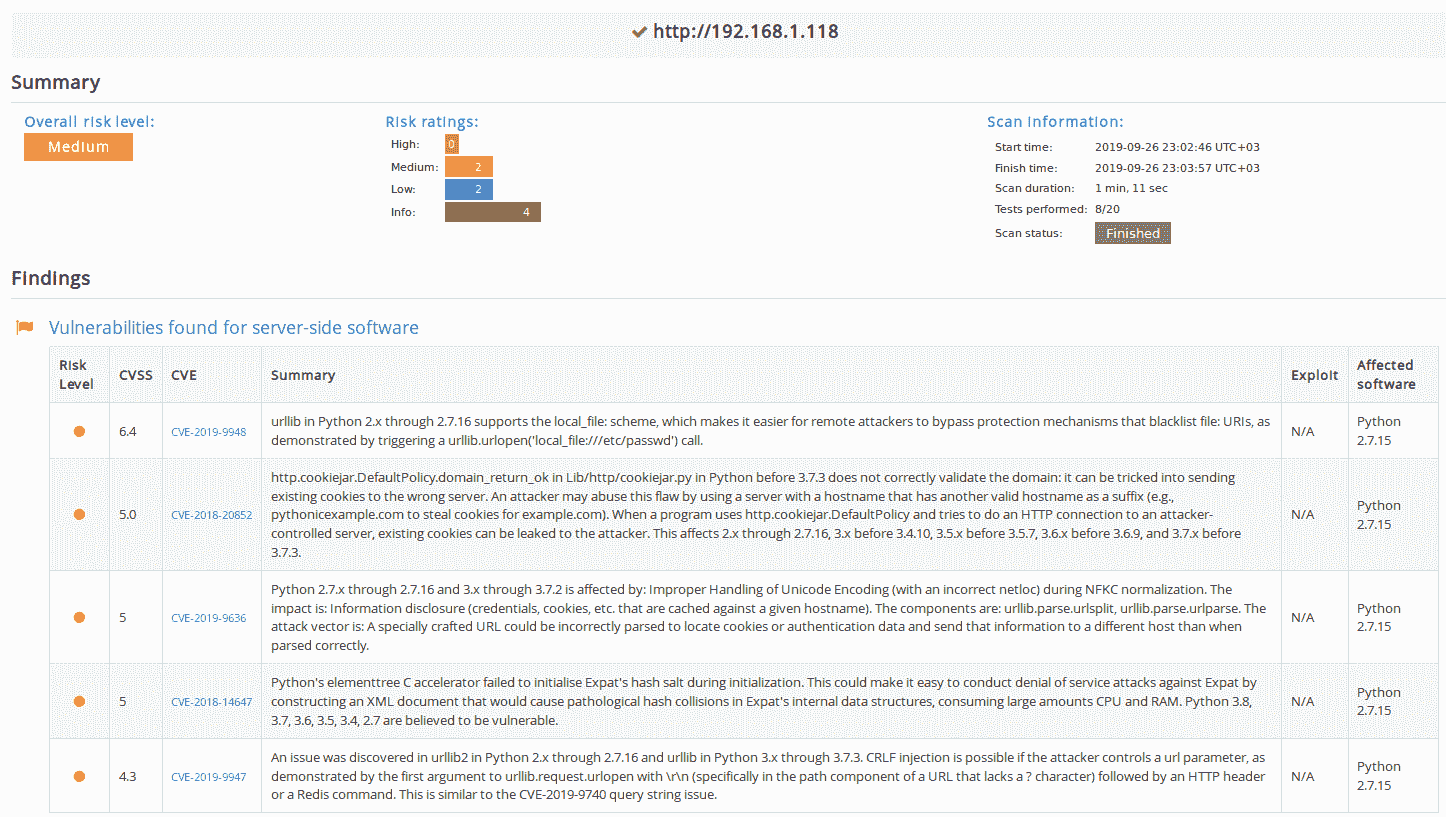 http://192.168.1.118
Summary
Overall risk level:
Medium
Risk ratings:
High: 0
Medium: 2
Low: 2
Info: 4
Scan information:
Start time: 2019-09-26 23:02:46 UTC+03
Finish time: 2019-09-26 23:03:57 UTC+03
Scan duration: 1 min, 11 sec
Tests performed: 8/20
Scan status: Finished
Findings
Vulnerabilities found for server-side software
Risk
Level
CVSS
CVE
Summary
Exploit
Affected
software
6.4
CVE-2019-9948
urllib in Python 2.x through 2.7.16 supports the local_file: scheme, which makes it easier for remote attackers to bypass protection mechanisms that blacklist file: URIs, as
demonstrated by triggering a urllib.urlopen('local_file:///etc/passwd') call.
N/A
Python
2.7.15
5.0
CVE-2018-20852
http.cookiejar.DefaultPolicy.domain_return_ok in Lib/http/cookiejar.py in Python before 3.7.3 does not correctly validate the domain: it can be tricked into sending
existing cookies to the wrong server. An attacker may abuse this flaw by using a server with a hostname that has another valid hostname as a suffix (e.g.,
pythonicexample.com to steal cookies for example.com). When a program uses http.cookiejar.DefaultPolicy and tries to do an HTTP connection to an attacker-
controlled server, existing cookies can be leaked to the attacker. This affects 2.x through 2.7.16, 3.x before 3.4.10, 3.5.x before 3.5.7, 3.6.x before 3.6.9, and 3.7.x before
3.7.3.
N/A
Python
2.7.15
5
CVE-2019-9636
Python 2.7.x through 2.7.16 and 3.x through 3.7.2 is affected by: Improper Handling of Unicode Encoding (with an incorrect netloc) during NFKC normalization. The
impact is: Information disclosure (credentials, cookies, etc. that are cached against a given hostname). The components are: urllib.parse.urlsplit, urllib.parse.urlparse. The
attack vector is: A specially crafted URL could be incorrectly parsed to locate cookies or authentication data and send that information to a different host than when
parsed correctly.
N/A
Python
2.7.15
5
CVE-2018-14647
Python's elementtree C accelerator failed to initialise Expat's hash salt during initialization. This could make it easy to conduct denial of service attacks against Expat by
constructing an XML document that would cause pathological hash collisions in Expat's internal data structures, consuming large amounts CPU and RAM. Python 3.8,
3.7, 3.6, 3.5, 3.4, 2.7 are believed to be vulnerable.
N/A
Python
2.7.15
4.3
CVE-2019-9947
An issue was discovered in urllib2 in Python 2.x through 2.7.16 and urllib in Python 3.x through 3.7.3. CRLF injection is possible if the attacker controls a url parameter, as
demonstrated by the first argument to urllib.request.urlopen with \r\n (specifically in the path component of a URL that lacks a ? character) followed by an HTTP header
or a Redis command. This is similar to the CVE-2019-9740 query string issue.
N/A
Python
2.7.15